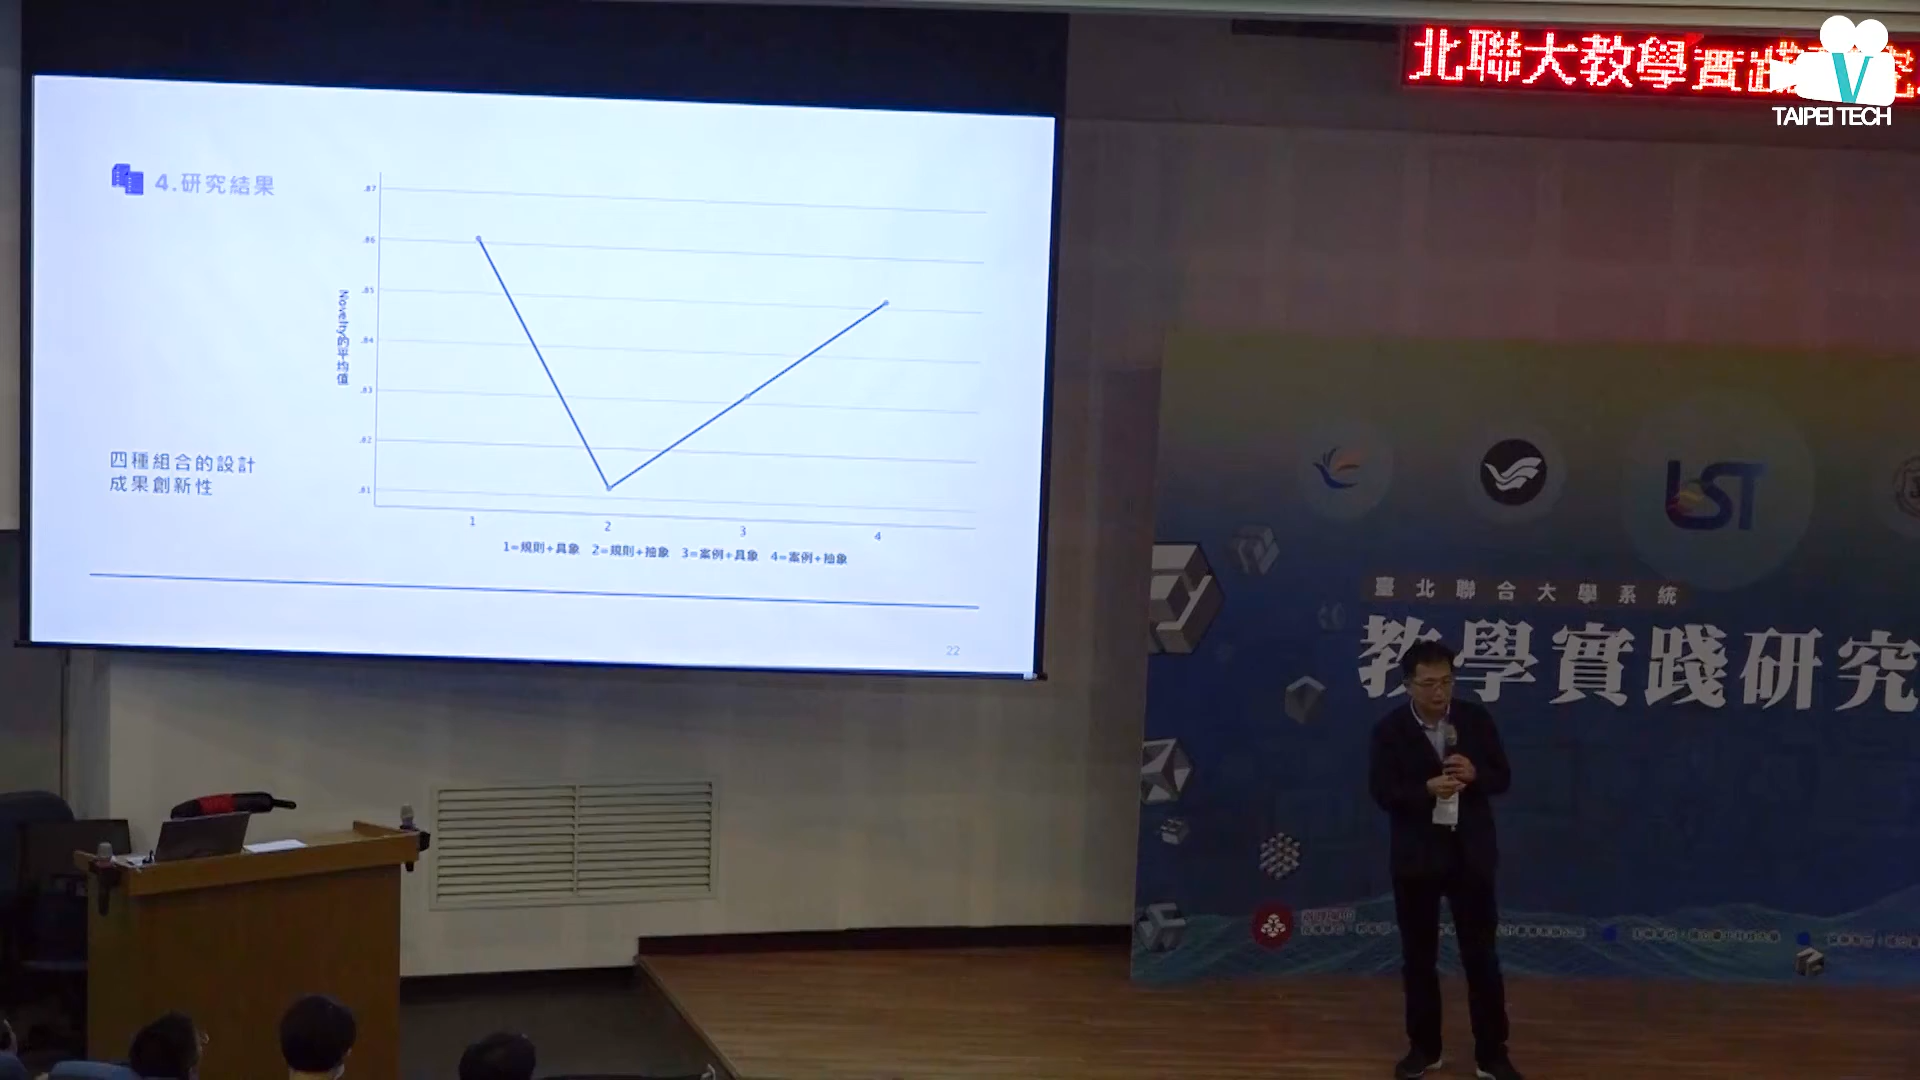 北聯大教學實踐
V
TAIPEI TECH
4.研究結果
.87
.86
.85
.84
.83
.82
.81
Novelty的平均值
四種組合的設計
成果創新性
1 2 3 4
1=規則+具象 2=規則+抽象 3=案例+具象 4=案例+抽象
22
UST
臺北聯合大學系統
教學實踐研究